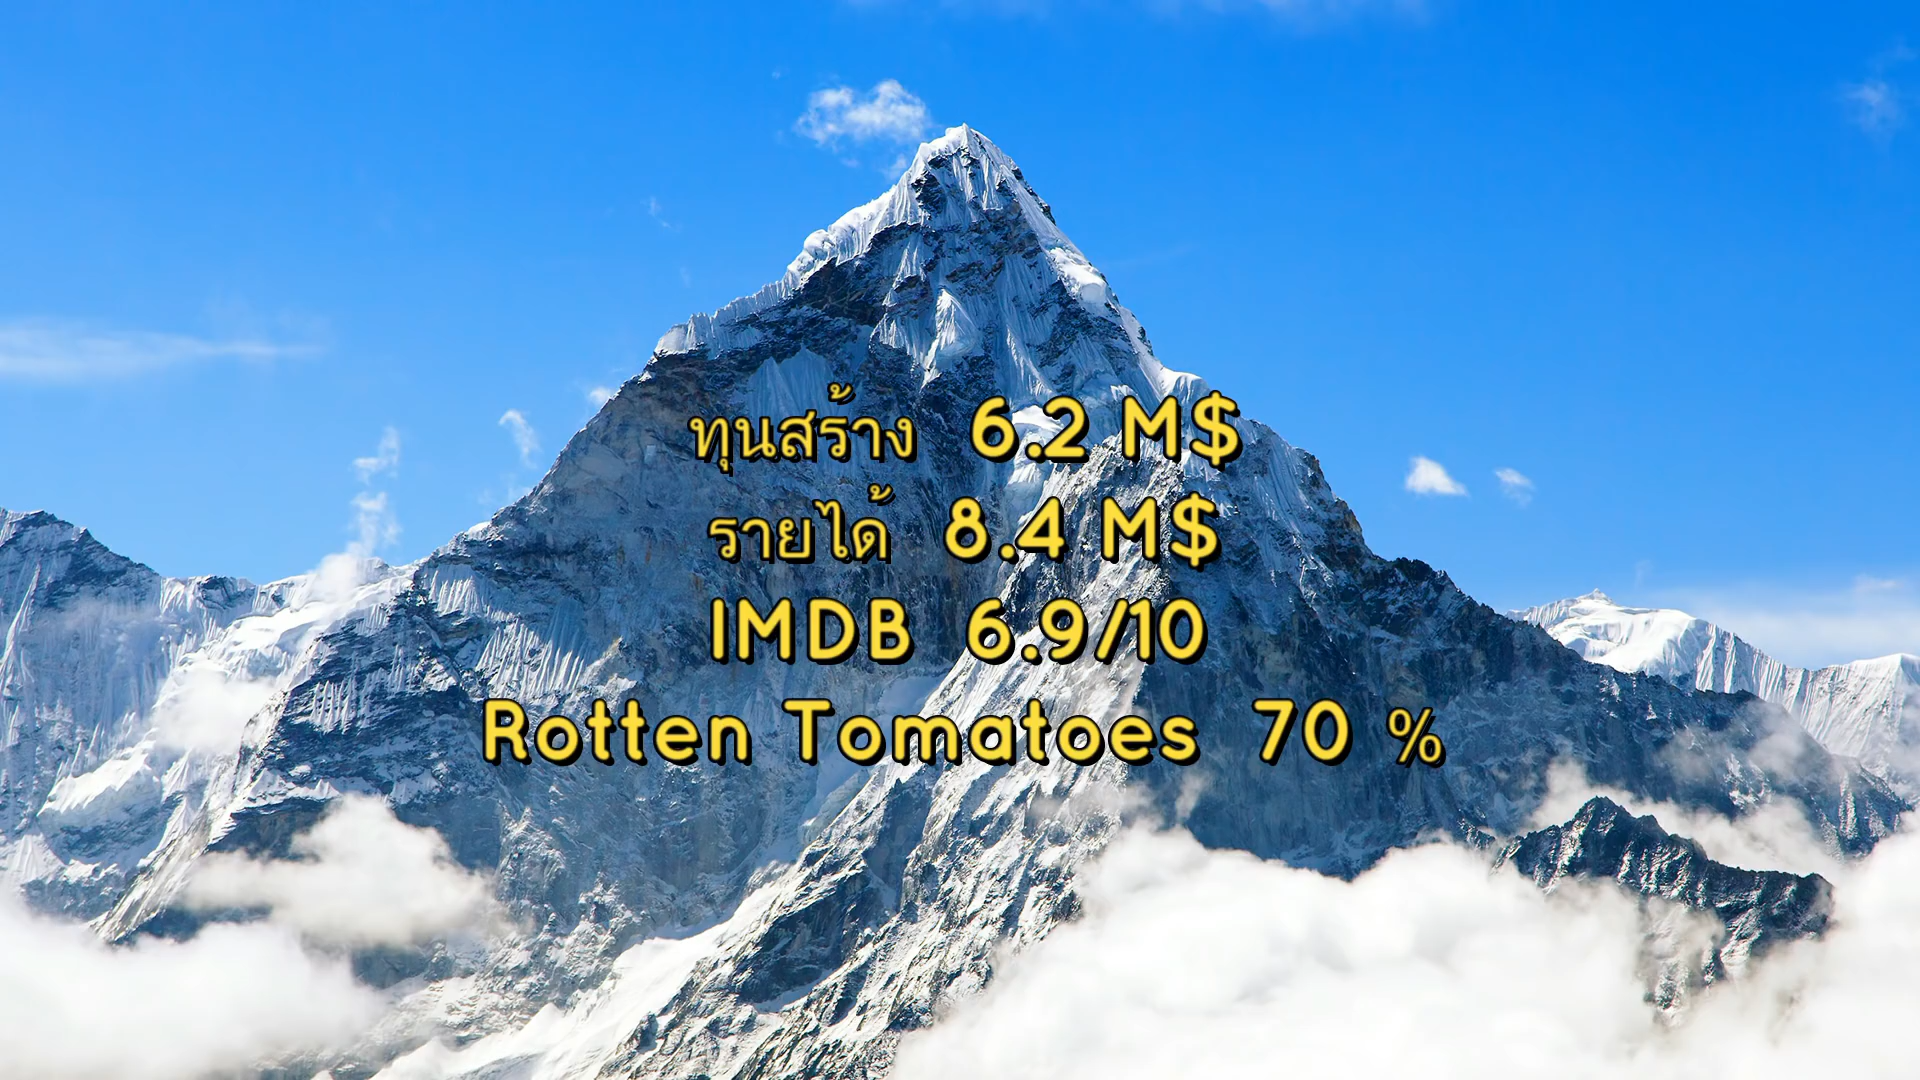 ทุนสร้าง 6.2 M$
รายได้ 8.4 M$
IMDB 6.9/10
Rotten Tomatoes 70 %